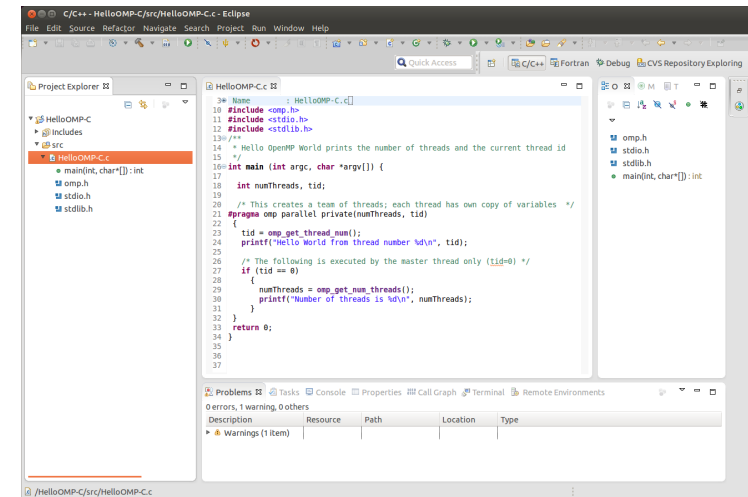 C/C++ - HelloOMP-C/src/HelloOMP-C.c - Eclipse
File Edit Source Refactor Navigate Search Project Run Window Help
Quick Access C/C++ Fortran Debug CVS Repository Exploring
Project Explorer
HelloOMP-C
Includes
src
HelloOMP-C.c
main(int, char*[]) : int
omp.h
stdio.h
stdlib.h
HelloOMP-C.c
3 Name : HelloOMP-C.c
10 #include <omp.h>
11 #include <stdio.h>
12 #include <stdlib.h>
13 /**
14 * Hello OpenMP World prints the number of threads and the current thread id
15 */
16 int main (int argc, char *argv[]) {
17
18 int numThreads, tid;
19
20 /* This creates a team of threads; each thread has own copy of variables */
21 #pragma omp parallel private(numThreads, tid)
22 {
23 tid = omp_get_thread_num();
24 printf("Hello World from thread number %d\n", tid);
25
26 /* The following is executed by the master thread only (tid=0) */
27 if (tid == 0)
28 {
29 numThreads = omp_get_num_threads();
30 printf("Number of threads is %d\n", numThreads);
31 }
32 }
33 return 0;
34 }
35
36
37
O M T
omp.h
stdio.h
stdlib.h
main(int, char*[]) : int
Problems Tasks Console Properties Call Graph Terminal Remote Environments
0 errors, 1 warning, 0 others
Description Resource Path Location Type
Warnings (1 item)
/HelloOMP-C/src/HelloOMP-C.c